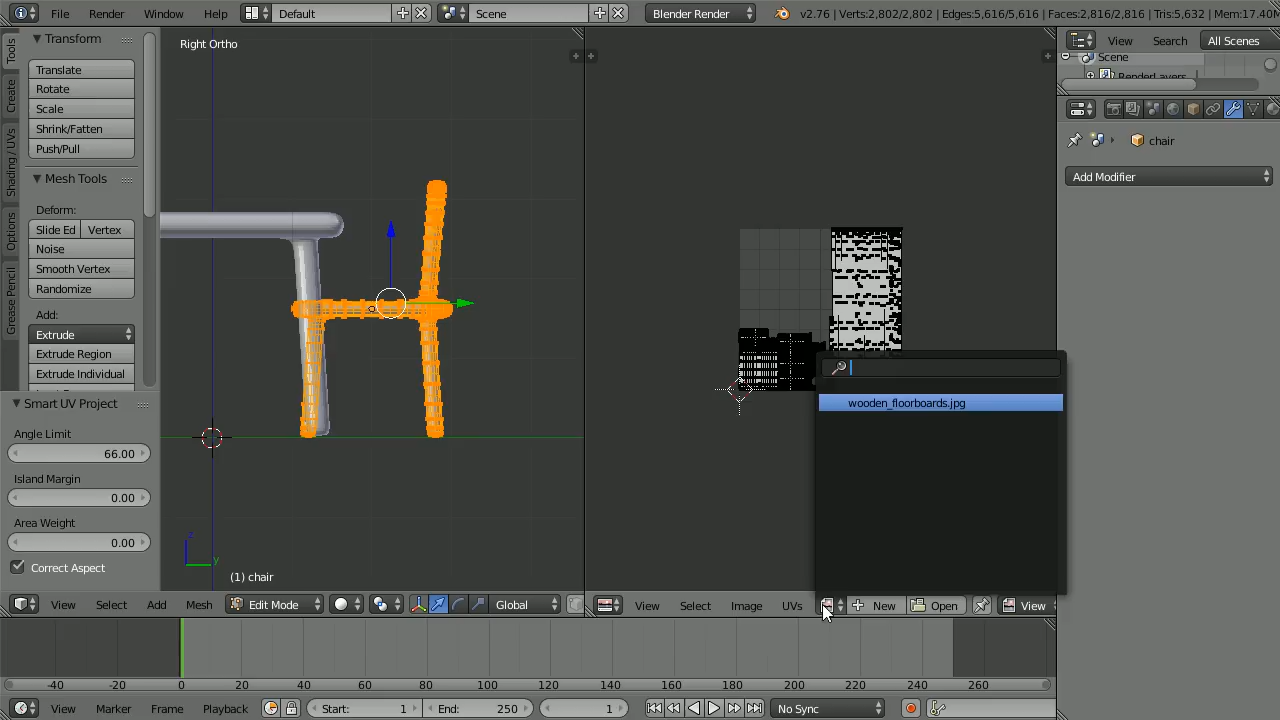 File Render Window Help Default Scene Blender Render v2.76 | Verts:2,802/2,802 | Edges:5,616/5,616 | Faces:2,816/2,816 | Tris:5,632 | Mem:17.40
Right Ortho
View Search All Scenes
Scene
RenderLayers
Tools
Create
Shading / UVs
Options
Grease Pencil
Transform
Translate
Rotate
Scale
Shrink/Fatten
Push/Pull
Mesh Tools
Deform:
Slide Ed Vertex
Noise
Smooth Vertex
Randomize
Add:
Extrude
Extrude Region
Extrude Individual
Smart UV Project
Angle Limit
66.00
Island Margin
0.00
Area Weight
0.00
Correct Aspect
z
y
(1) chair
chair
Add Modifier
wooden_floorboards.jpg
View Select Add Mesh Edit Mode Global
View Select Image UVs New Open View
-40 -20 0 20 40 60 80 100 120 140 160 180 200 220 240 260
View Marker Frame Playback Start: 1 End: 250 1 No Sync